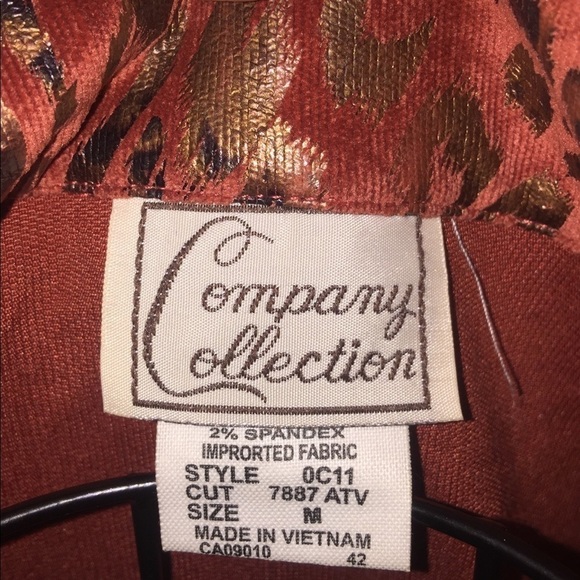 Company
Collection
2% SPANDEX
IMPRORTED FABRIC
STYLE 0C11
CUT 7887 ATV
SIZE M
MADE IN VIETNAM
CA09010 42